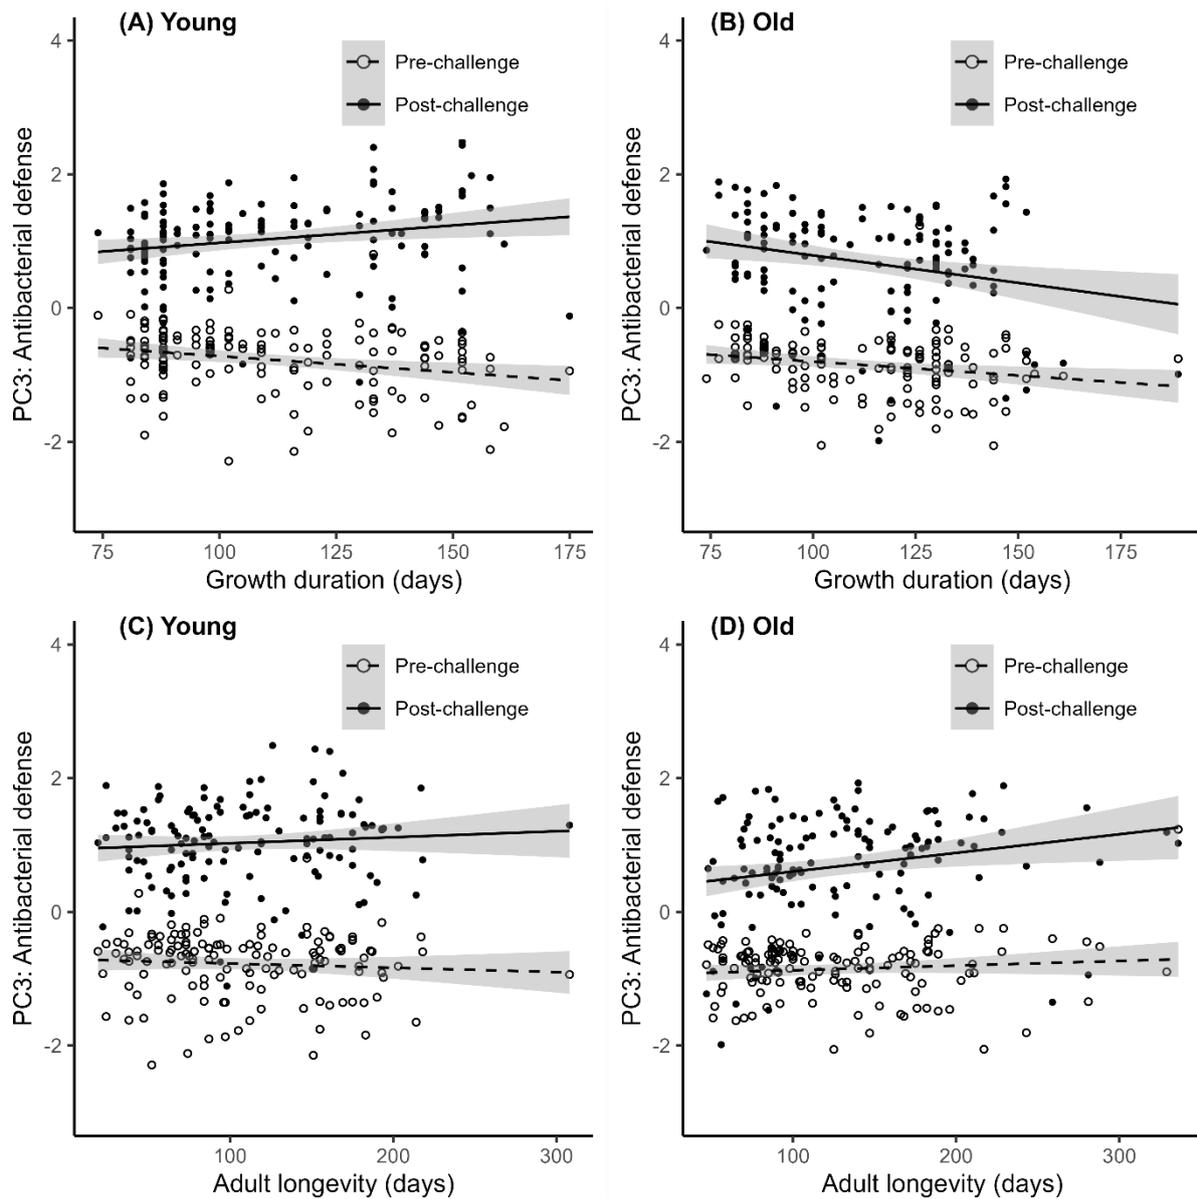 (A) Young
Pre-challenge
Post-challenge
4
2
0
-2
PC3: Antibacterial defense
75 100 125 150 175
Growth duration (days)
(B) Old
Pre-challenge
Post-challenge
4
2
0
-2
PC3: Antibacterial defense
75 100 125 150 175
Growth duration (days)
(C) Young
Pre-challenge
Post-challenge
4
2
0
-2
PC3: Antibacterial defense
100 200 300
Adult longevity (days)
(D) Old
Pre-challenge
Post-challenge
4
2
0
-2
PC3: Antibacterial defense
100 200 300
Adult longevity (days)